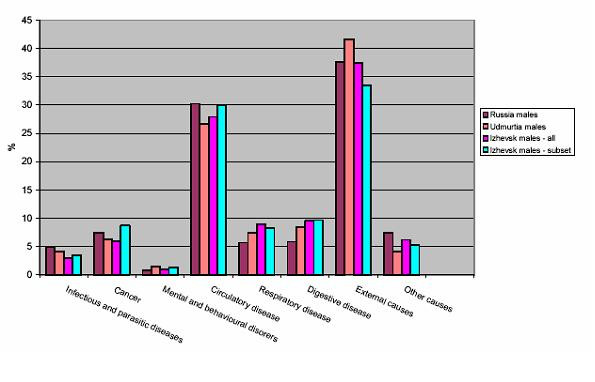 45
40
35
30
25
20
15
10
5
0
%
Infectious and parasitic diseases
Cancer
Mental and behavioural disorers
Circulatory disease
Respiratory disease
Digestive disease
External causes
Other causes
Russia males
Udmurtia males
Izhevsk males - all
Izhevsk males - subset